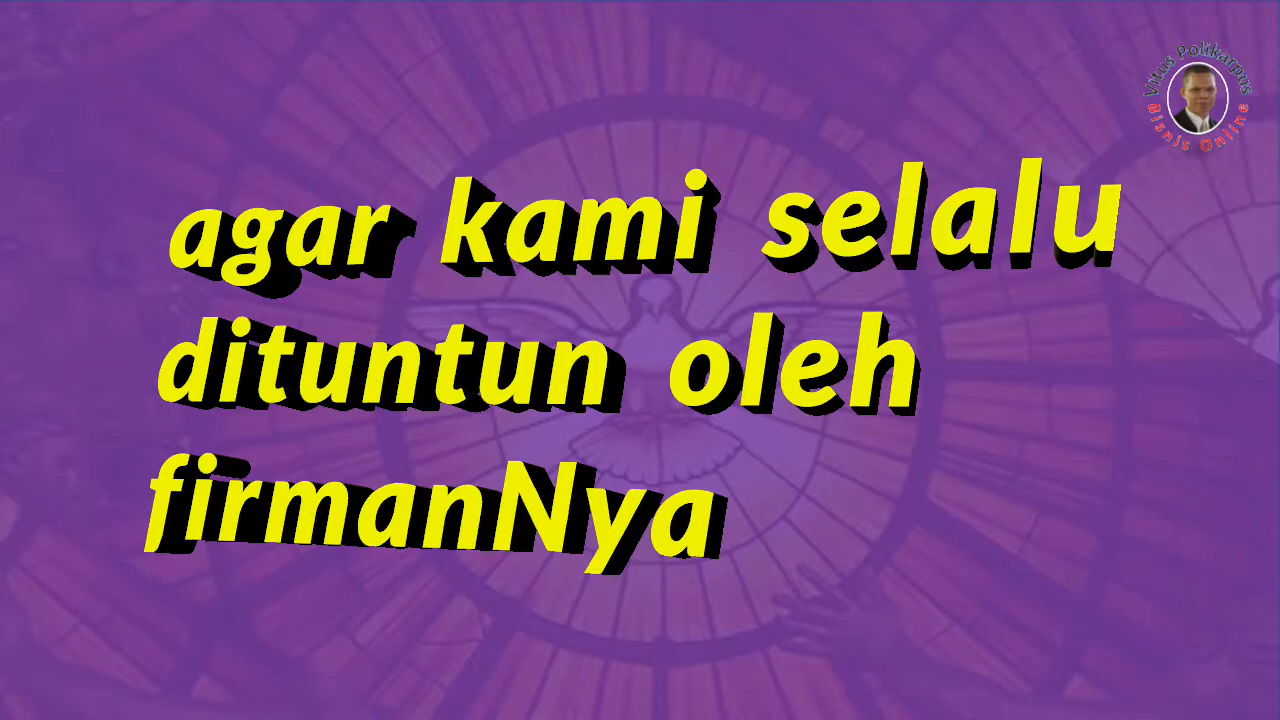 Vitus Polikarpus
Bisnis Online
agar kami selalu
dituntun oleh
firmanNya